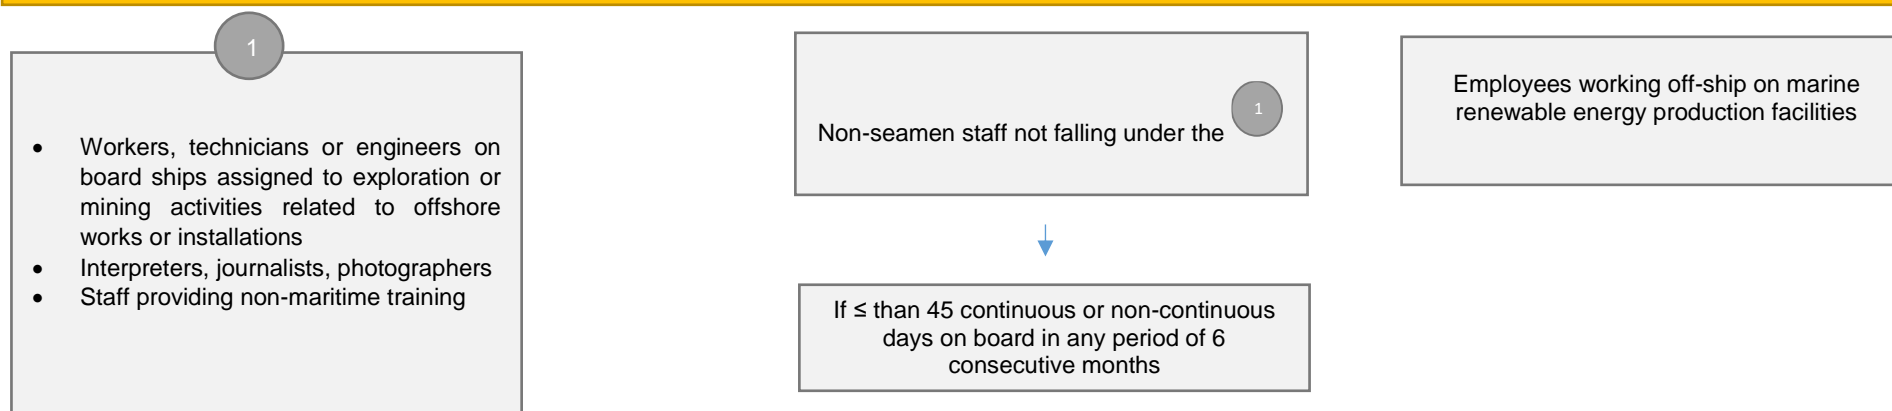 1
• Workers, technicians or engineers on
board ships assigned to exploration or
mining activities related to offshore
works or installations
• Interpreters, journalists, photographers
• Staff providing non-maritime training
Non-seamen staff not falling under the 1
If ≤ than 45 continuous or non-continuous
days on board in any period of 6
consecutive months
Employees working off-ship on marine
renewable energy production facilities